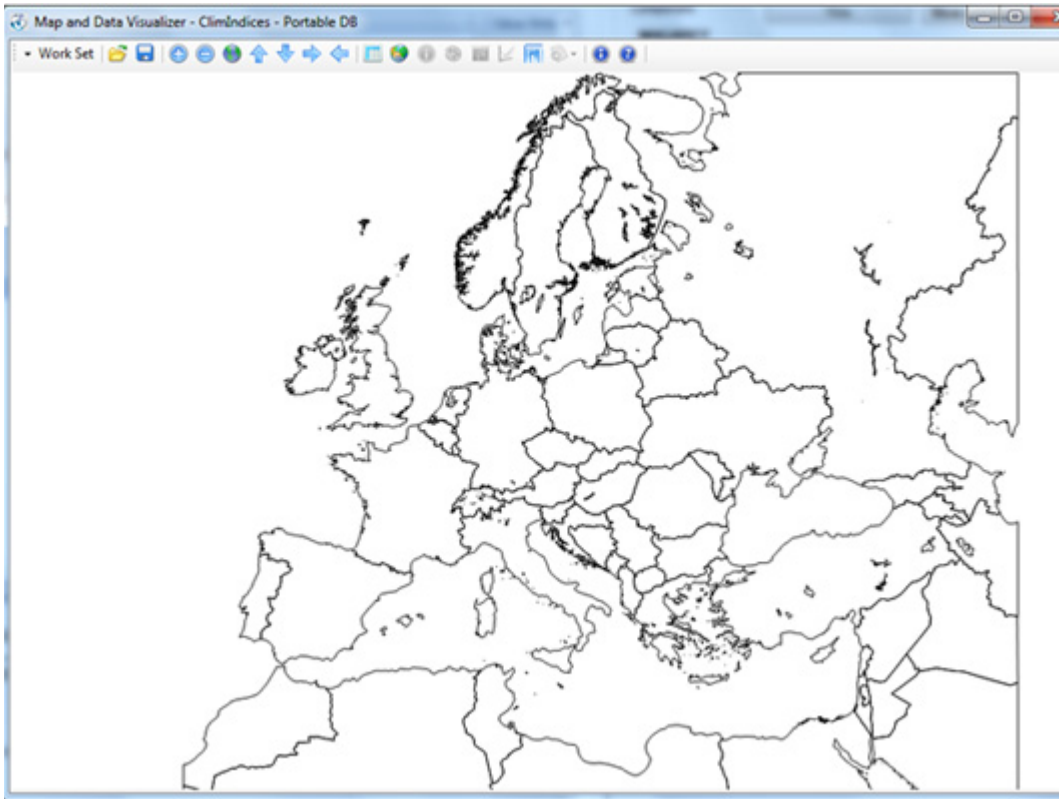 Map and Data Visualizer - ClimIndices - Portable DB
Work Set